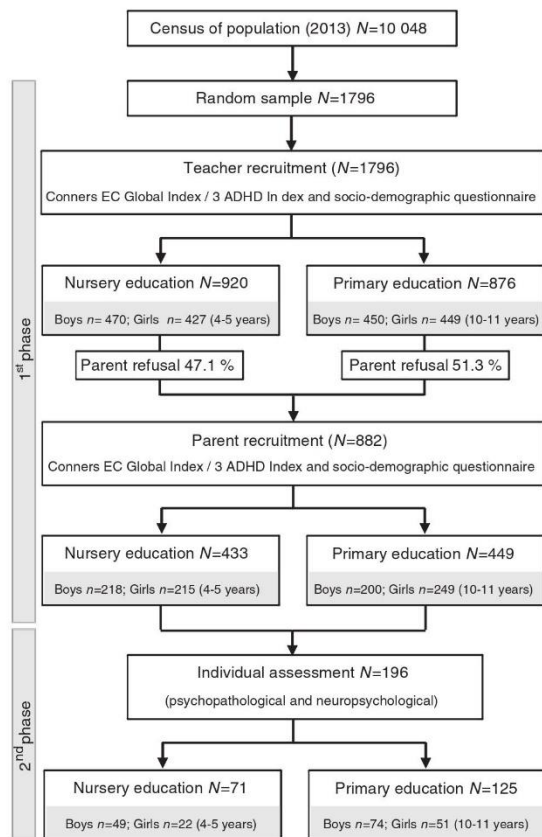 Census of population (2013) N=10 048
1st phase
Random sample N=1796
Teacher recruitment (N=1796)
Conners EC Global Index / 3 ADHD In dex and socio-demographic questionnaire
Nursery education N=920
Boys n= 470; Girls n= 427 (4-5 years)
Primary education N=876
Boys n= 450; Girls n= 449 (10-11 years)
Parent refusal 47.1 %
Parent refusal 51.3 %
Parent recruitment (N=882)
Conners EC Global Index / 3 ADHD Index and socio-demographic questionnaire
Nursery education N=433
Boys n=218; Girls n=215 (4-5 years)
Primary education N=449
Boys n=200; Girls n=249 (10-11 years)
2nd phase
Individual assessment N=196
(psychopathological and neuropsychological)
Nursery education N=71
Boys n=49; Girls n=22 (4-5 years)
Primary education N=125
Boys n=74; Girls n=51 (10-11 years)